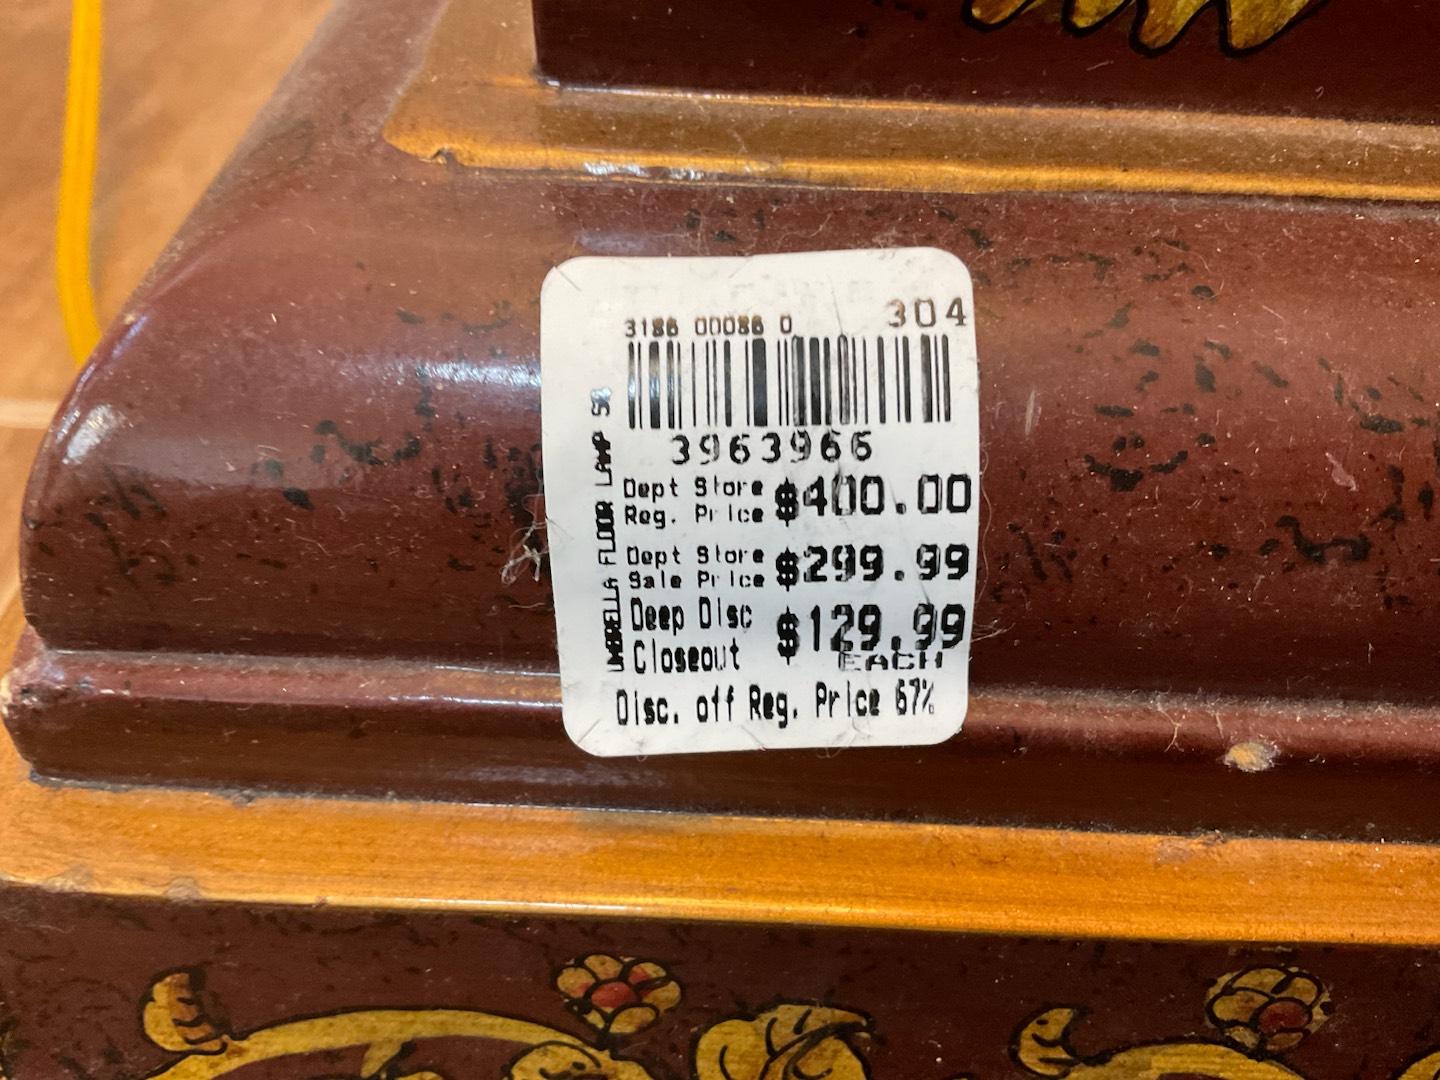 3186 00086 0
304
3963966
UMBRELLA FLOOR LAMP
Dept Store
Reg. Price $400.00
Dept Store
Sale Price $299.99
Deep Disc
Closeout $129.99
EACH
Disc. off Reg. Price 67%